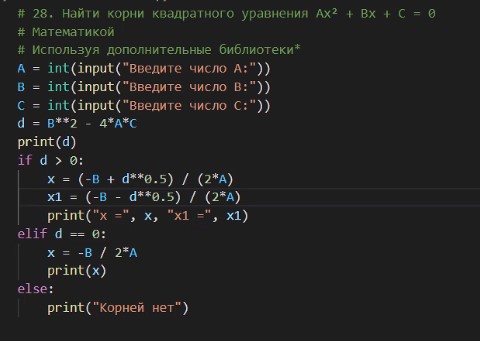 # 28. Найти корни квадратного уравнения Ax² + Bx + C = 0
# Математикой
# Используя дополнительные библиотеки*
A = int(input("Введите число A:"))
B = int(input("Введите число B:"))
C = int(input("Введите число C:"))
d = B**2 - 4*A*C
print(d)
if d > 0:
    x = (-B + d**0.5) / (2*A)
    x1 = (-B - d**0.5) / (2*A)
    print("x =", x, "x1 =", x1)
elif d == 0:
    x = -B / 2*A
    print(x)
else:
    print("Корней нет")